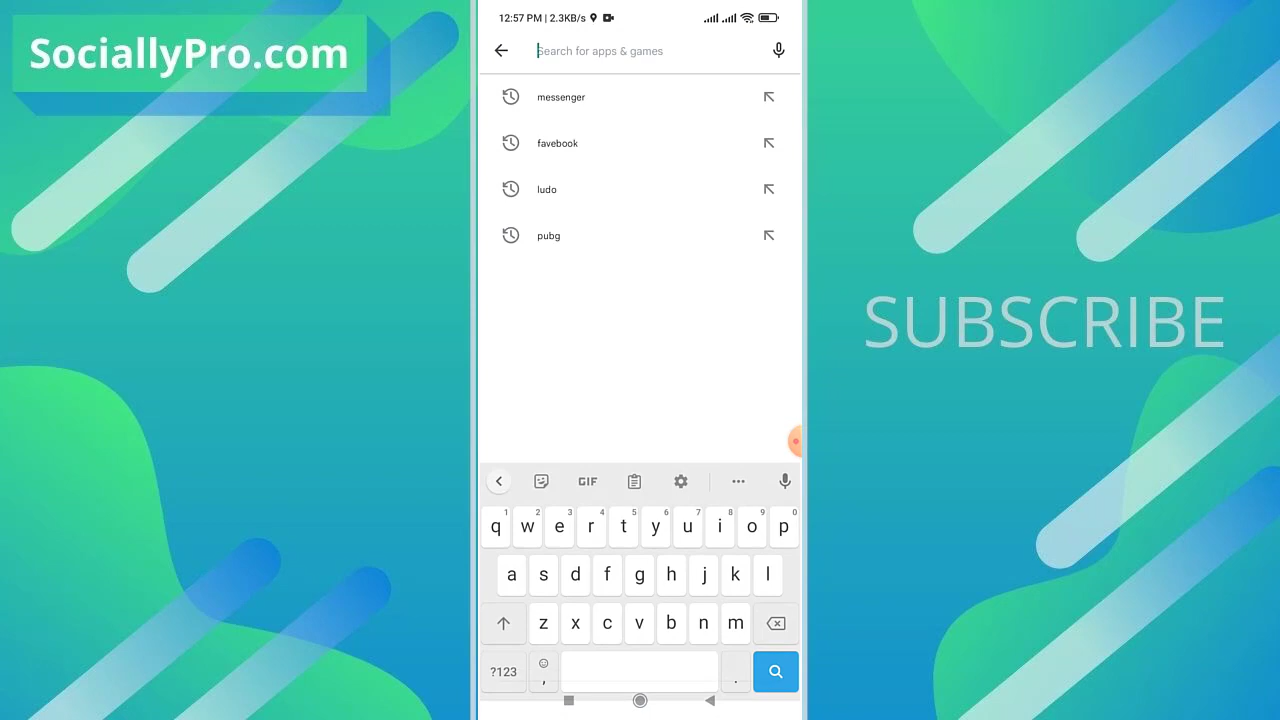 SociallyPro.com
12:57 PM | 2.3KB/s
Search for apps & games
messenger
favebook
ludo
pubg
SUBSCRIBE
GIF
1 2 3 4 5 6 7 8 9 0
q w e r t y u i o p
a s d f g h j k l
z x c v b n m
?123 , .